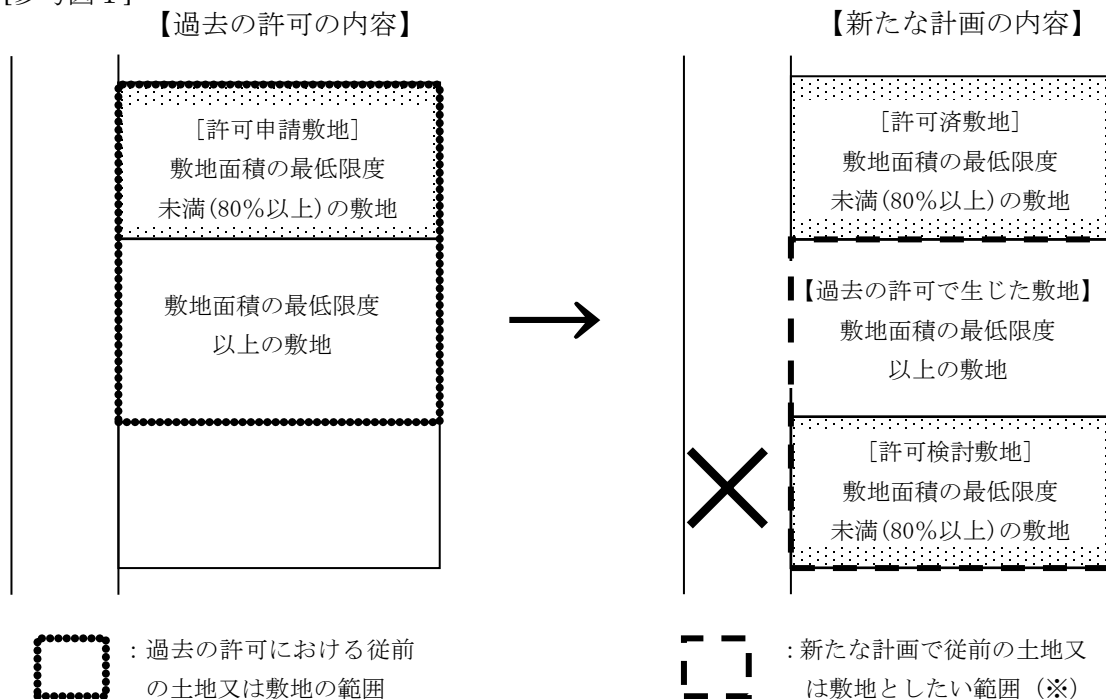 [参考図1]
【過去の許可の内容】
[許可申請敷地]
敷地面積の最低限度
未満(80%以上)の敷地
敷地面積の最低限度
以上の敷地
:過去の許可における従前
の土地又は敷地の範囲
→
【新たな計画の内容】
[許可済敷地]
敷地面積の最低限度
未満(80%以上)の敷地
【過去の許可で生じた敷地】
敷地面積の最低限度
以上の敷地
[許可検討敷地]
敷地面積の最低限度
未満(80%以上)の敷地
:新たな計画で従前の土地又
は敷地としたい範囲(※)